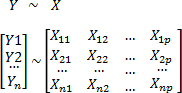 Y ~ X
[Y1 Y2 ... Yn] ~ [X11 X12 ... X1p
X21 X22 ... X2p
... ... ... ...
Xn1 Xn2 ... Xnp]